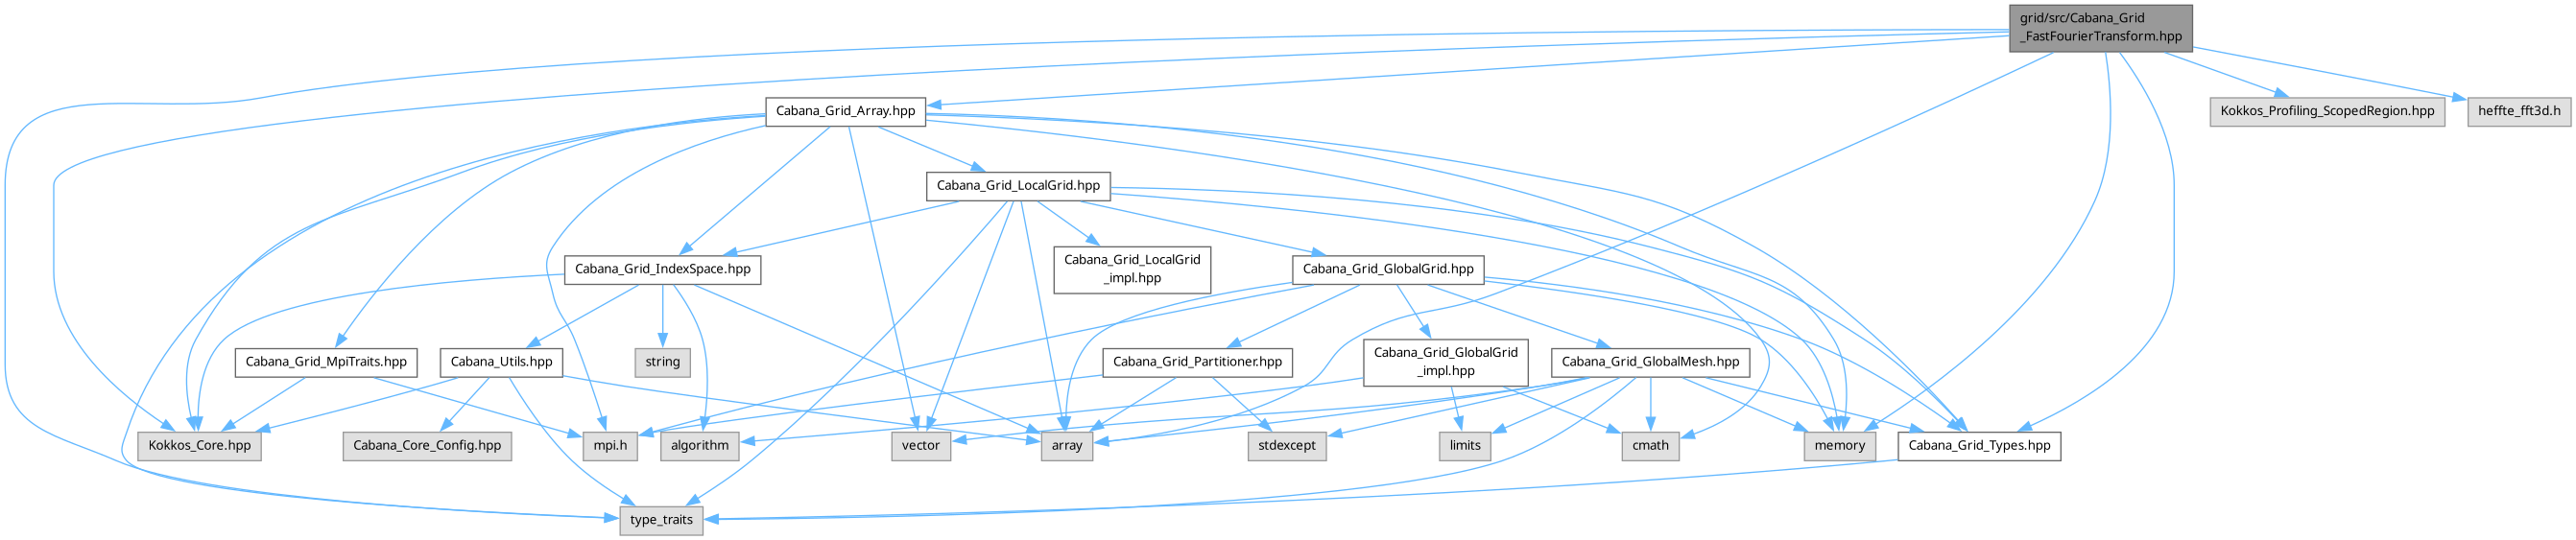 grid/src/Cabana_Grid
_FastFourierTransform.hpp
Cabana_Grid_Array.hpp
Kokkos_Profiling_ScopedRegion.hpp
heffte_fft3d.h
Cabana_Grid_LocalGrid.hpp
Cabana_Grid_IndexSpace.hpp
Cabana_Grid_LocalGrid
_impl.hpp
Cabana_Grid_GlobalGrid.hpp
Cabana_Grid_MpiTraits.hpp
Cabana_Utils.hpp
string
Cabana_Grid_Partitioner.hpp
Cabana_Grid_GlobalGrid
_impl.hpp
Cabana_Grid_GlobalMesh.hpp
Kokkos_Core.hpp
Cabana_Core_Config.hpp
mpi.h
algorithm
vector
array
stdexcept
limits
cmath
memory
Cabana_Grid_Types.hpp
type_traits